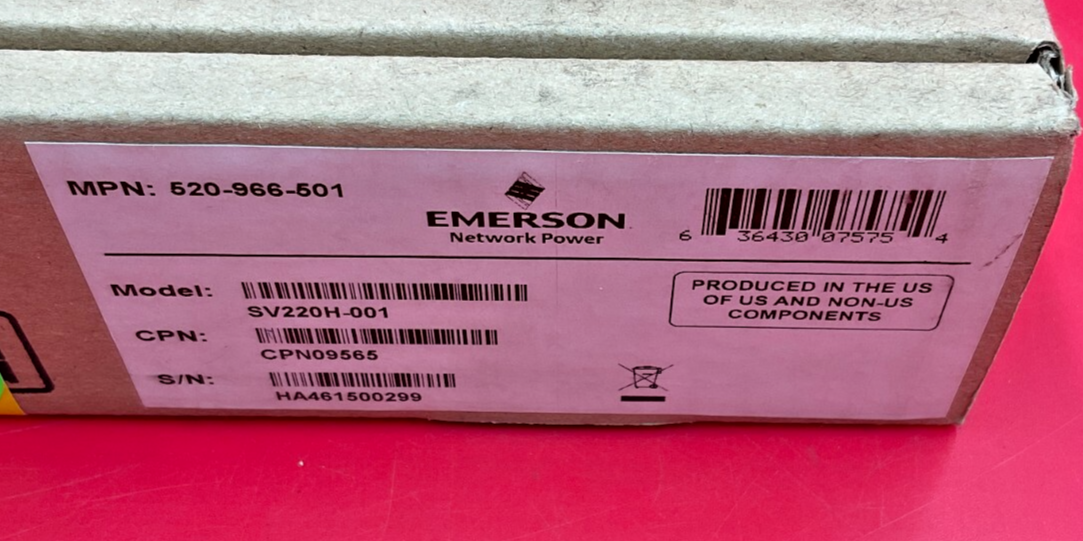 MPN: 520-966-501
EMERSON
Network Power
6 36430 07575 4
Model:
SV220H-001
CPN:
CPN09565
S/N:
HA461500299
PRODUCED IN THE US
OF US AND NON-US
COMPONENTS